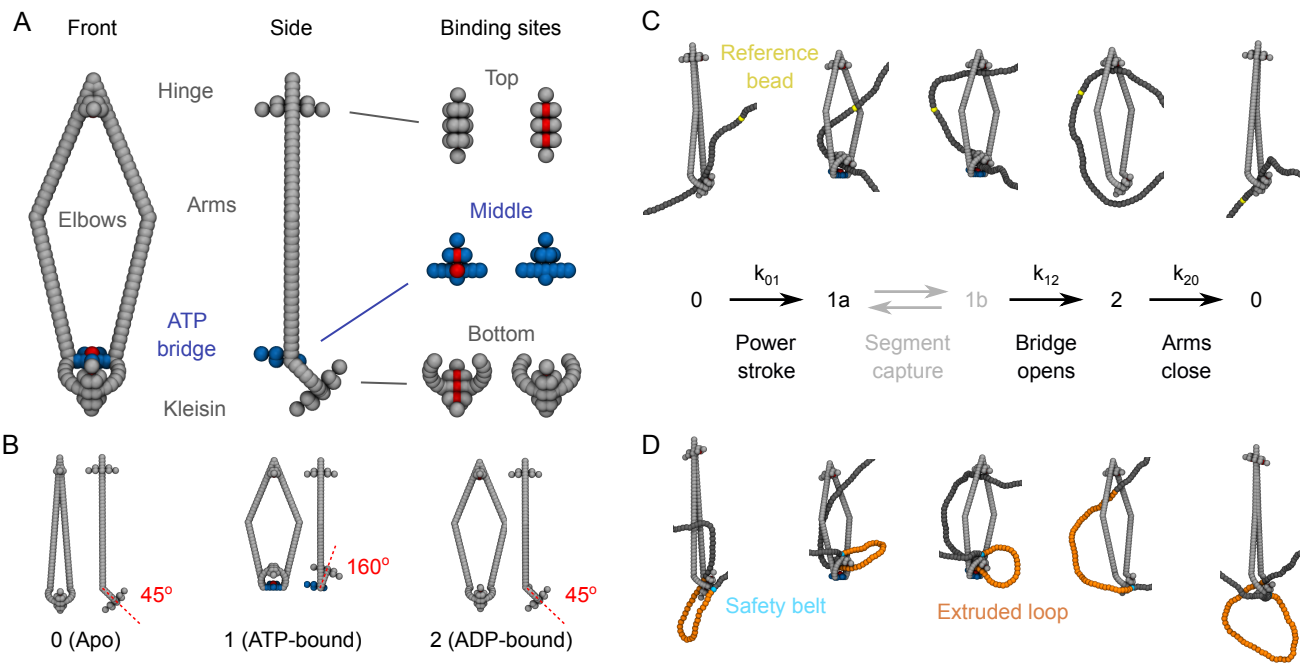 A
Front
Side
Binding sites
Hinge
Elbows
Arms
ATP
bridge
Kleisin
Top
Middle
Bottom
B
45°
160°
45°
0 (Apo)
1 (ATP-bound)
2 (ADP-bound)
C
Reference
bead
0
k01
1a
1b
k12
2
k20
0
Power
stroke
Segment
capture
Bridge
opens
Arms
close
D
Safety belt
Extruded loop